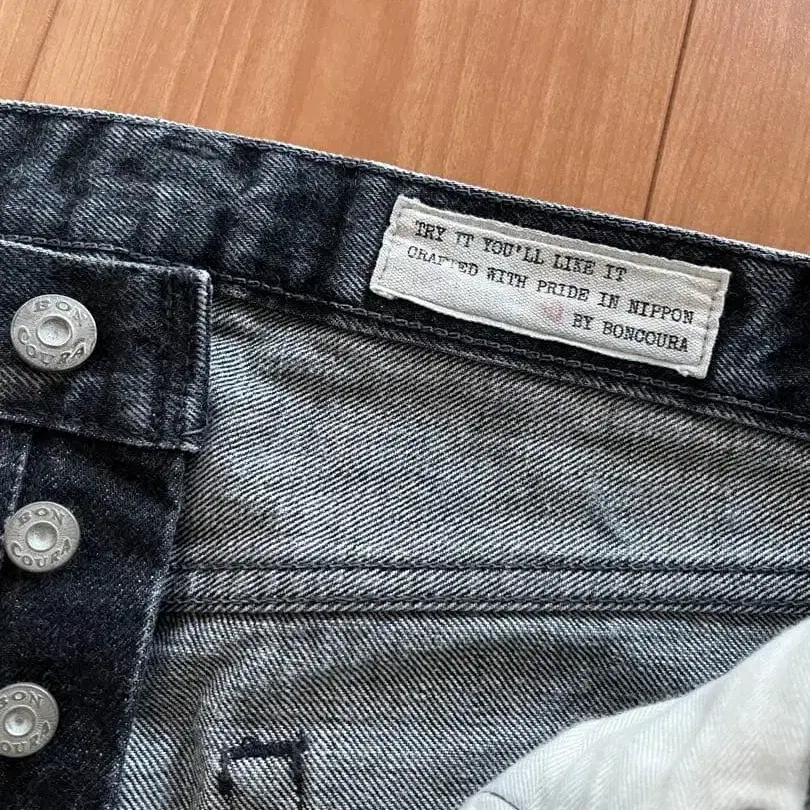 TRY IT YOU'LL LIKE IT
CRAFTED WITH PRIDE IN NIPPON
BY BONCOURA
BON
COURA
BON
COURA
BON
COURA